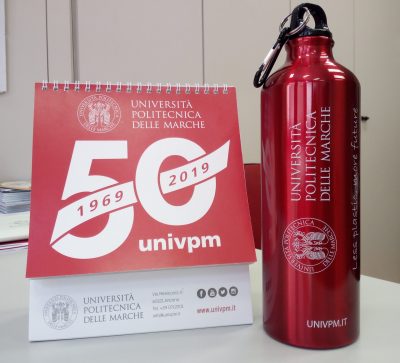 UNIVERSITÀ
POLITECNICA
DELLE MARCHE
50
1969 2019
univpm
UNIVERSITÀ
POLITECNICA
DELLE MARCHE
www.univpm.it
UNIVERSITÀ
POLITECNICA
DELLE MARCHE
Less plastic, more future
UNIVPM.IT